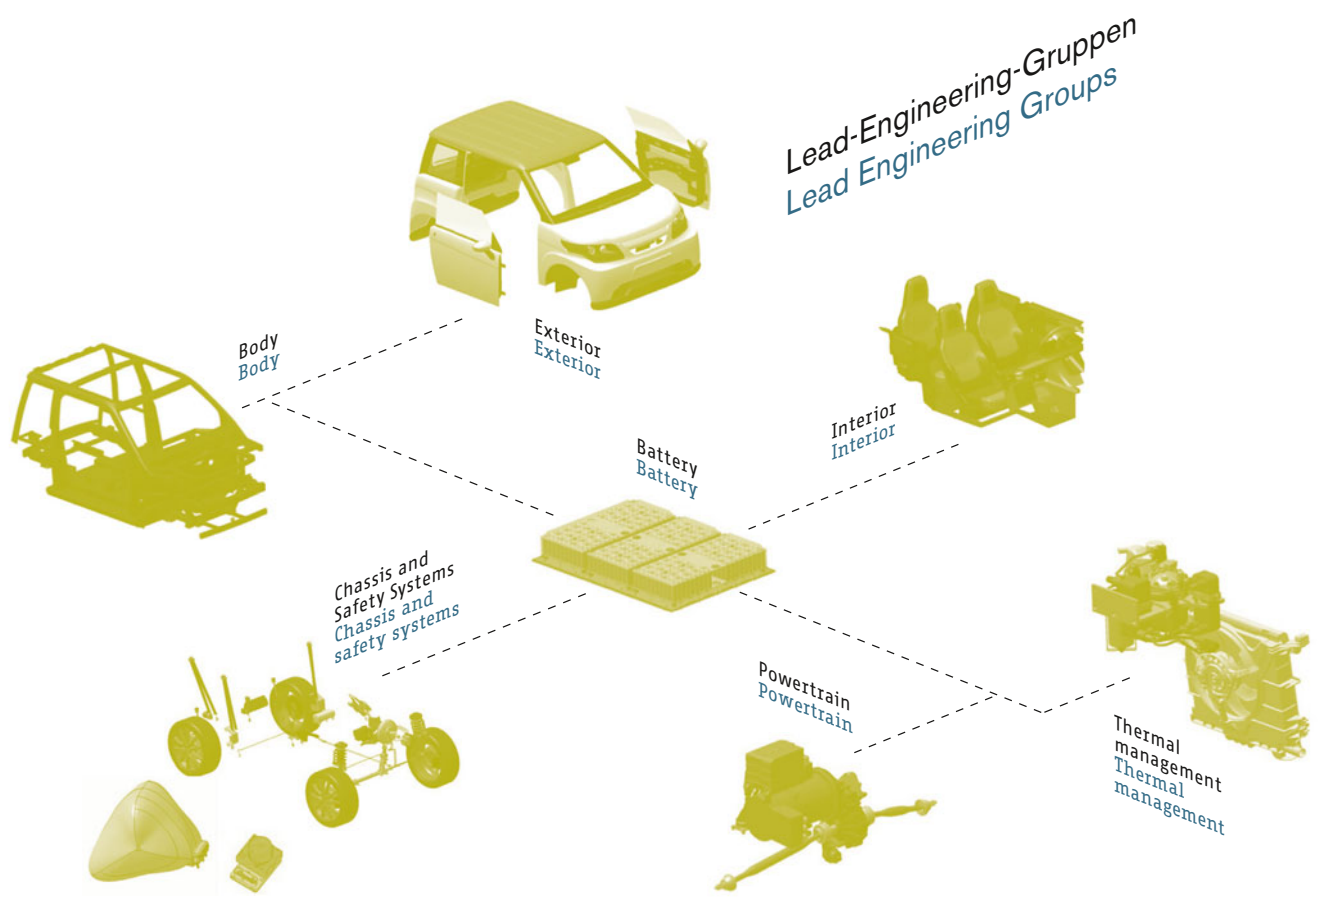 Lead-Engineering-Gruppen
Lead Engineering Groups
Exterior
Exterior
Body
Body
Interior
Interior
Battery
Battery
Chassis and
Safety Systems
Chassis and
safety systems
Powertrain
Powertrain
Thermal
management
Thermal
management